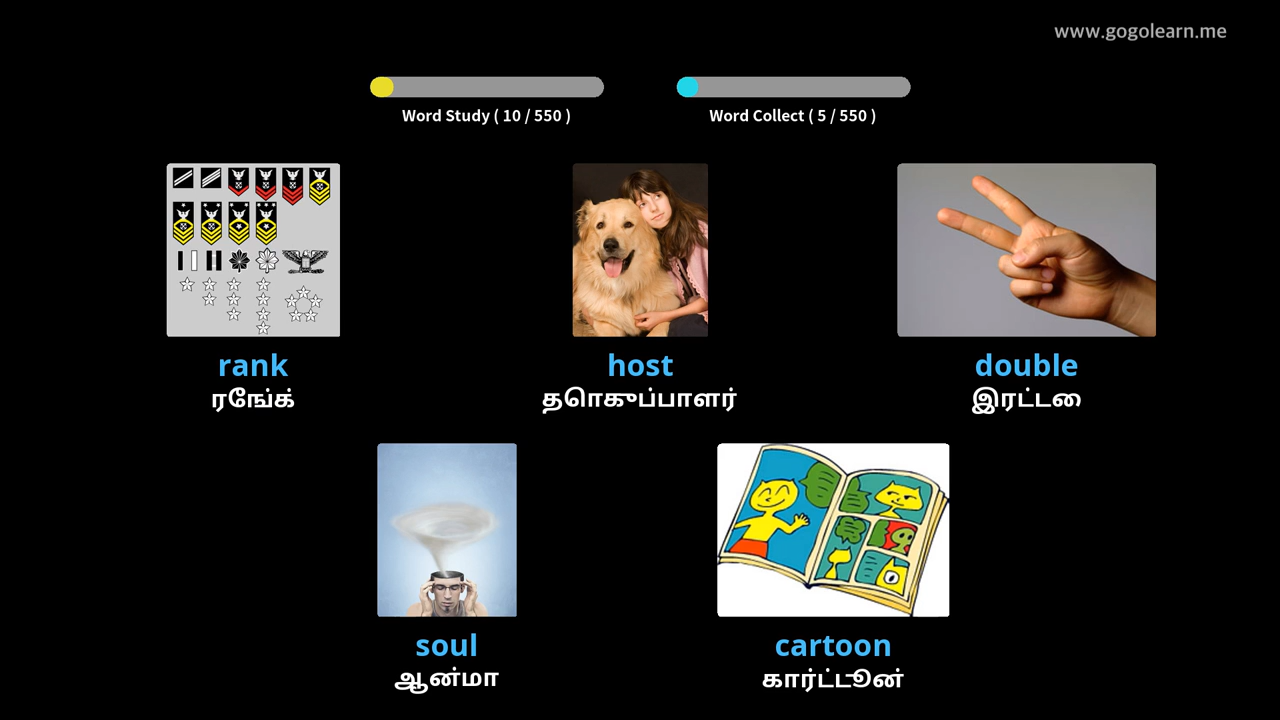 www.gogolearn.me
Word Study ( 10 / 550 )
Word Collect ( 5 / 550 )
rank
ரேங்க்
host
தொகுப்பாளர்
double
இரட்டை
soul
ஆன்மா
cartoon
கார்ட்டூன்